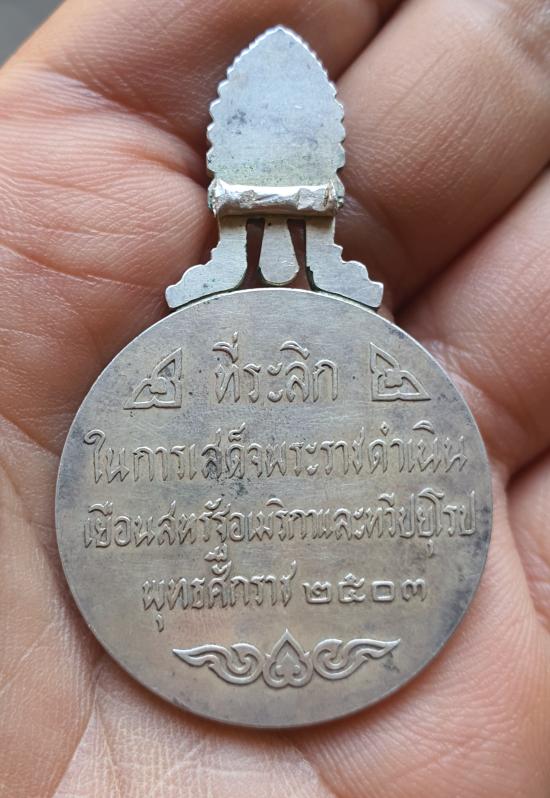 ที่ระลึก
ในการเสด็จพระราชดำเนิน
เยือนสหรัฐอเมริกาและทวีปยุโรป
พุทธศักราช ๒๕๐๓